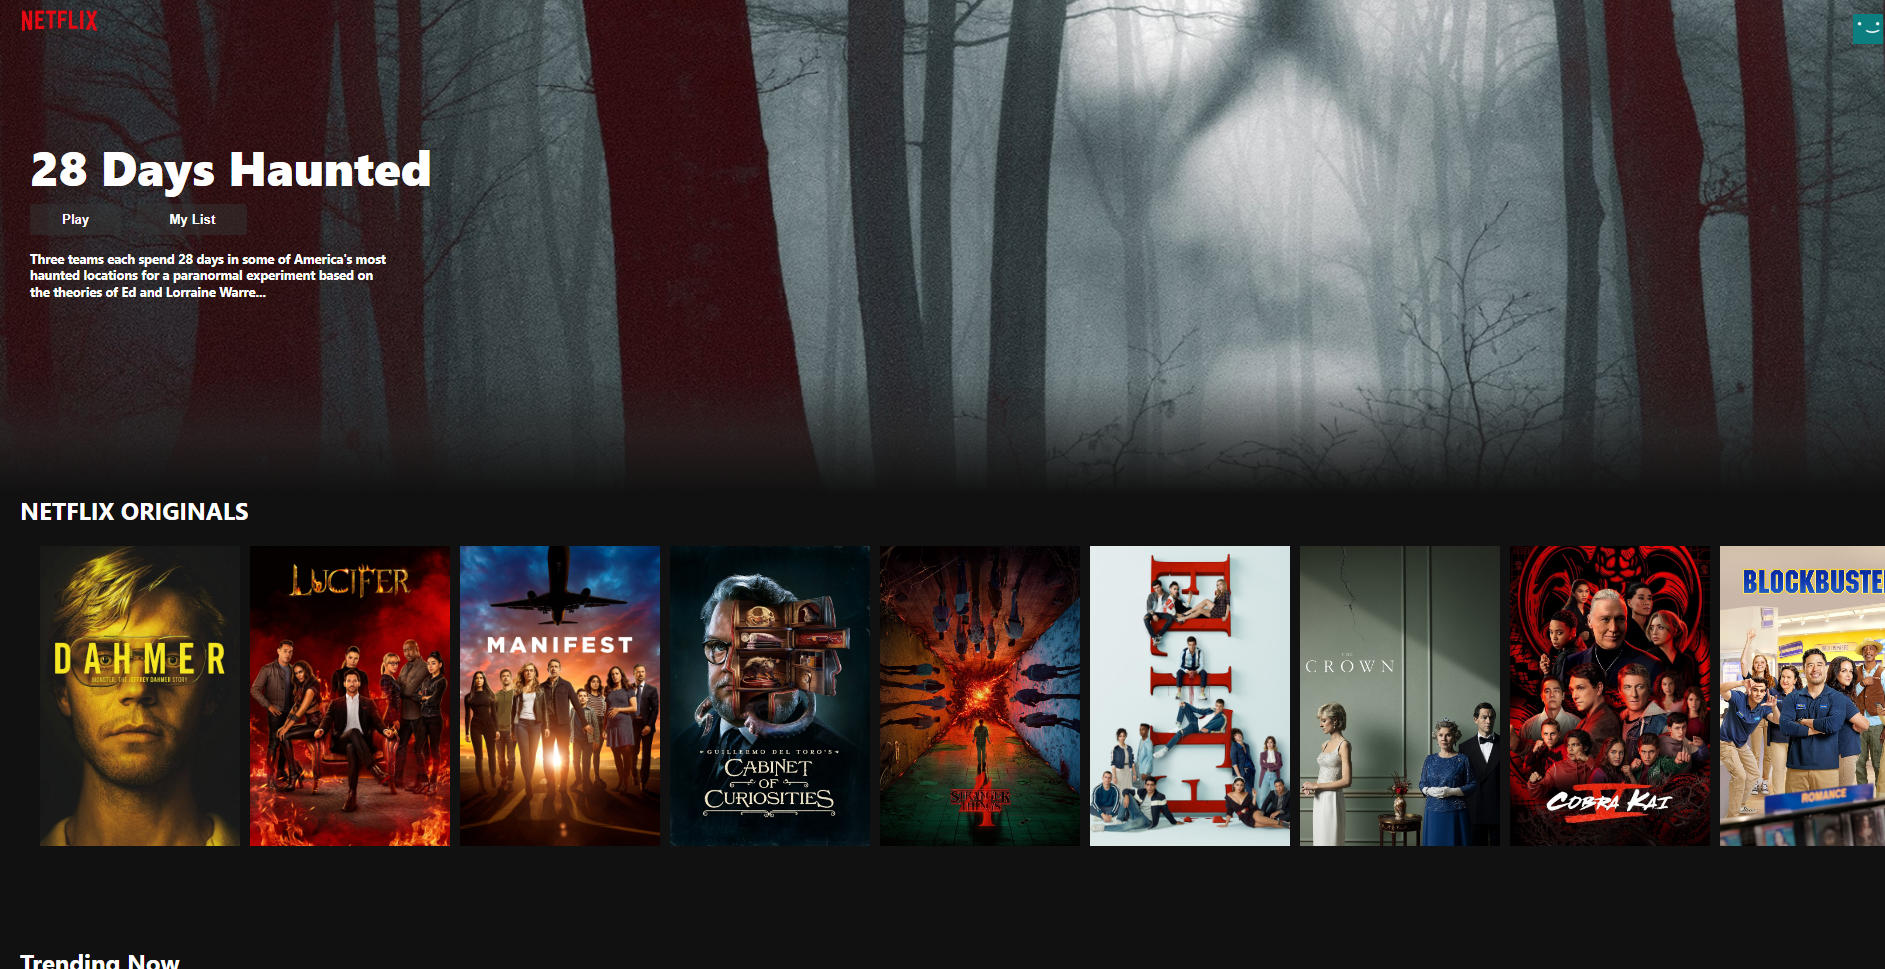 NETFLIX
28 Days Haunted
Play
My List
Three teams each spend 28 days in some of America's most
haunted locations for a paranormal experiment based on
the theories of Ed and Lorraine Warre...
NETFLIX ORIGINALS
DAHMER
MONSTER: THE JEFFREY DAHMER STORY
LUCIFER
MANIFEST
GUILLERMO DEL TORO'S
CABINET
OF
CURIOSITIES
STRANGER
THINGS
4
ELITE
THE
CROWN
COBRA KAI
V
BLOCKBUSTE
ROMANCE
Trending Now